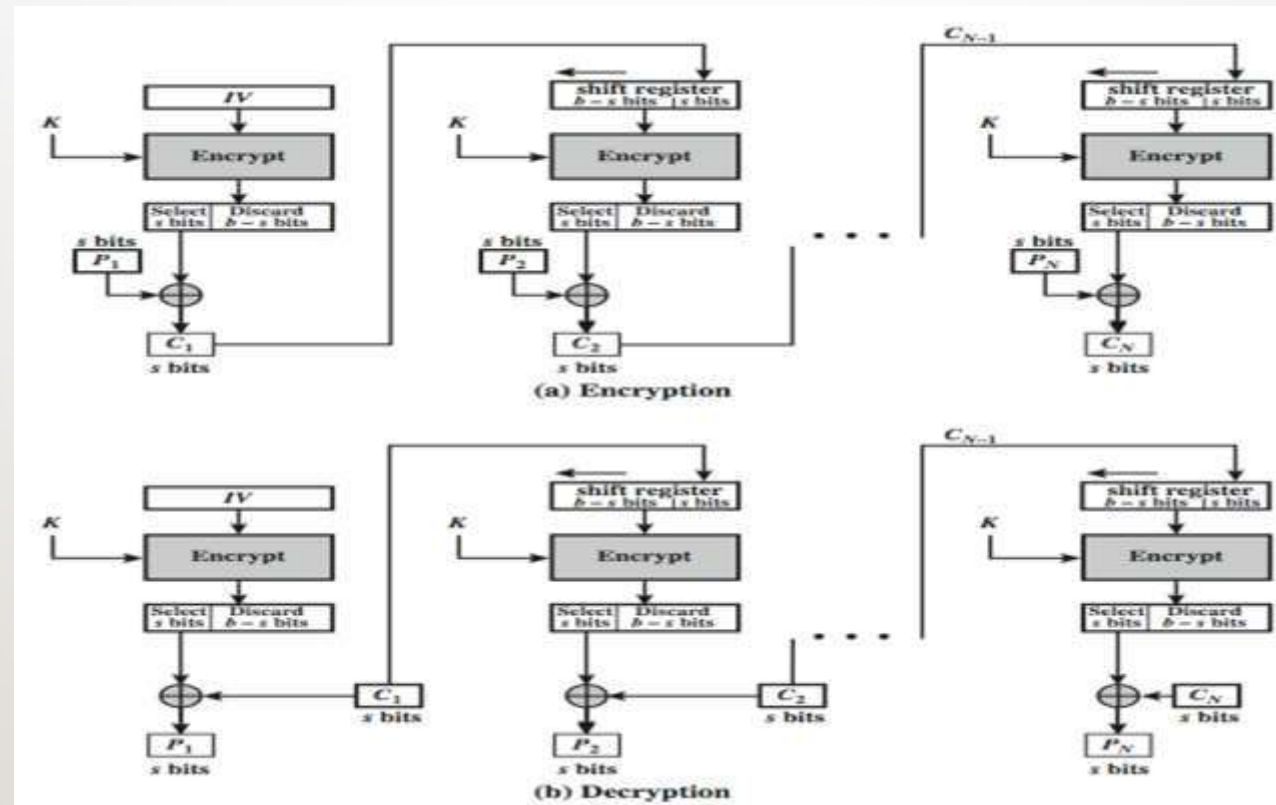 C_{N-1}
IV
shift register
b − s bits | s bits
shift register
b − s bits | s bits
K
K
K
Encrypt
Encrypt
Encrypt
Select Discard
s bits b − s bits
Select Discard
s bits b − s bits
Select Discard
s bits b − s bits
s bits
s bits
s bits
P_1
P_2
P_N
• • •
C_1
C_2
C_N
s bits
s bits
s bits
(a) Encryption
C_{N-1}
IV
shift register
b − s bits | s bits
shift register
b − s bits | s bits
K
K
K
Encrypt
Encrypt
Encrypt
Select Discard
s bits b − s bits
Select Discard
s bits b − s bits
Select Discard
s bits b − s bits
• • •
C_1
C_2
C_N
s bits
s bits
s bits
P_1
P_2
P_N
s bits
s bits
s bits
(b) Decryption